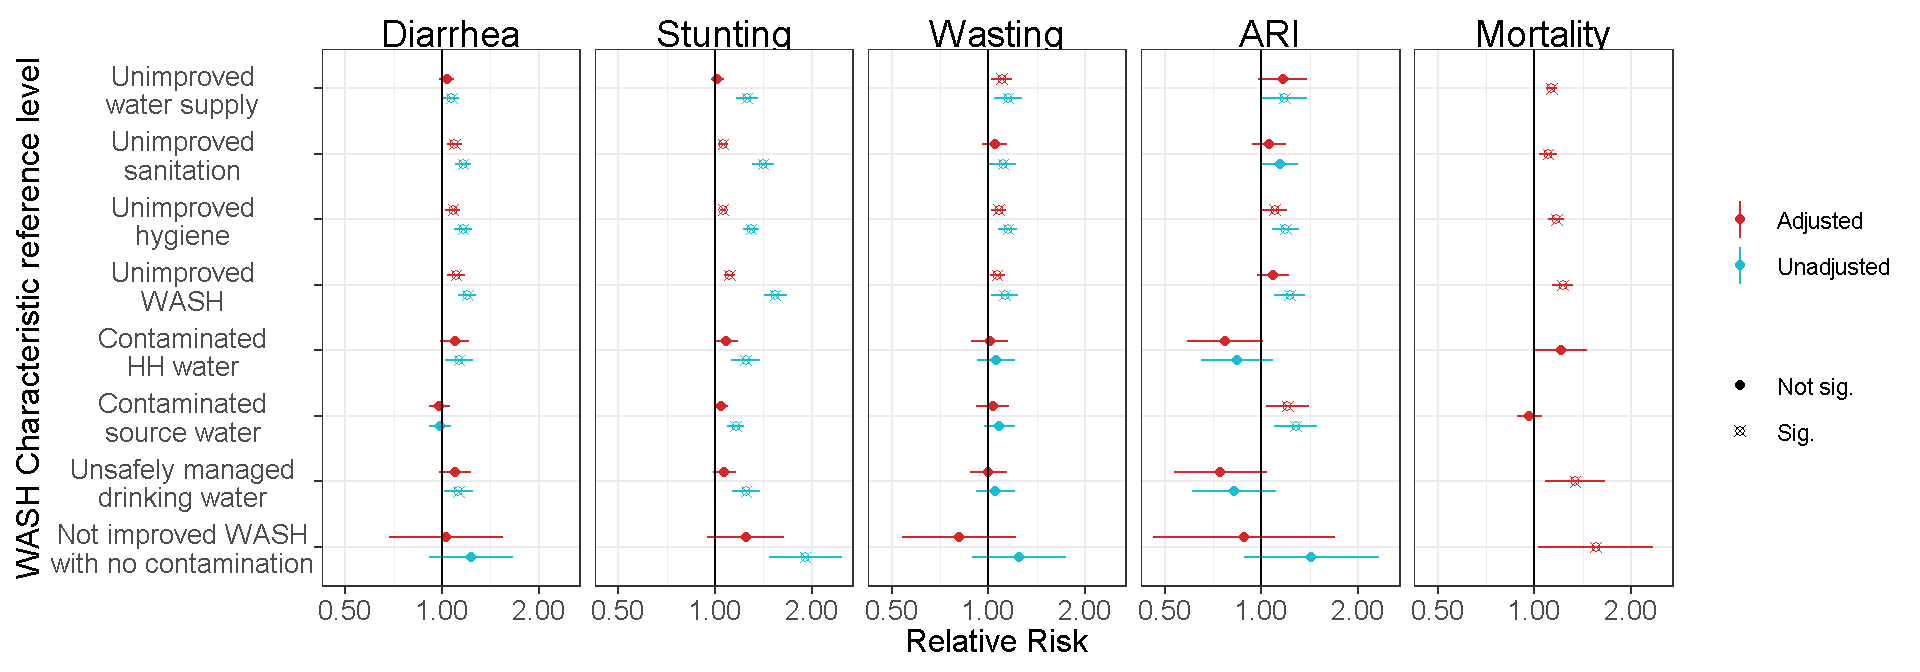 Diarrhea Stunting Wasting ARI Mortality
WASH Characteristic reference level
Unimproved
water supply
Unimproved
sanitation
Unimproved
hygiene
Unimproved
WASH
Contaminated
HH water
Contaminated
source water
Unsafely managed
drinking water
Not improved WASH
with no contamination
0.50 1.00 2.00 0.50 1.00 2.00 0.50 1.00 2.00 0.50 1.00 2.00 0.50 1.00 2.00
Relative Risk
Adjusted
Unadjusted
Not sig.
Sig.